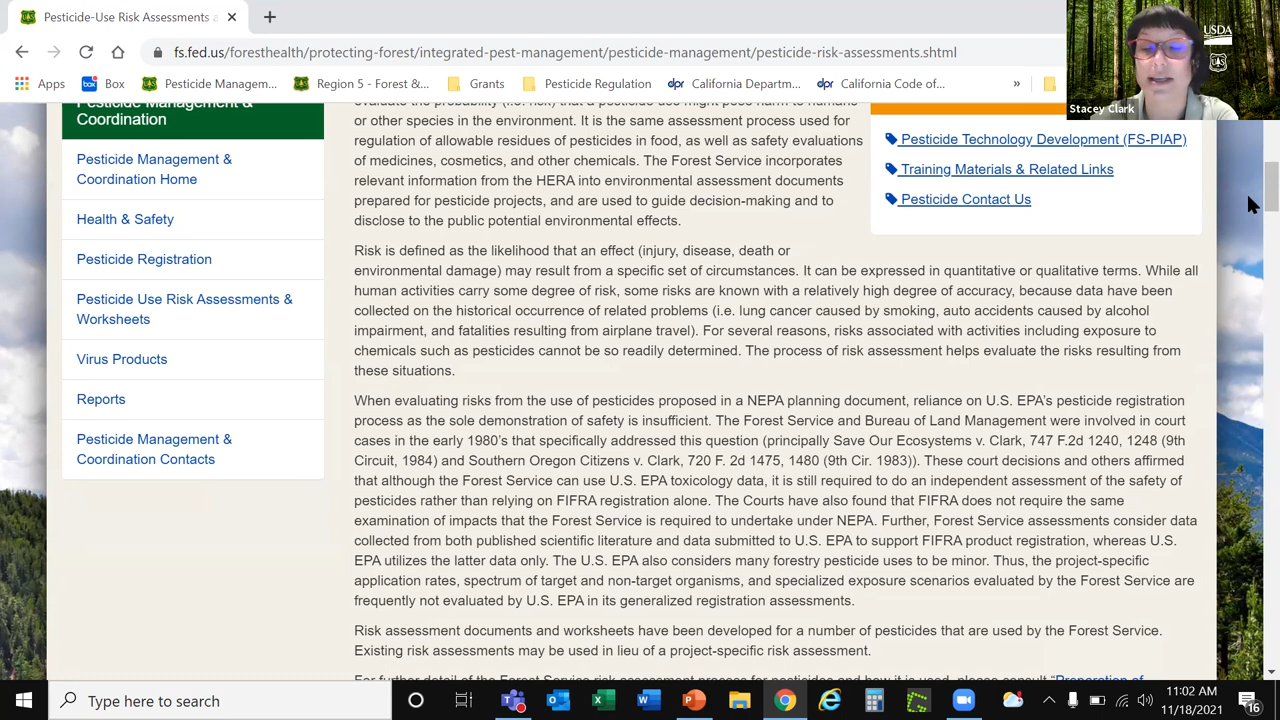 Pesticide-Use Risk Assessments a
fs.fed.us/foresthealth/protecting-forest/integrated-pest-management/pesticide-management/pesticide-risk-assessments.shtml
Apps
Box
Pesticide Managem...
Region 5 - Forest &...
Grants
Pesticide Regulation
dpr California Departm...
dpr California Code of...
»
USDA
Stacey Clark
Pesticide Management &
Coordination
Pesticide Management &
Coordination Home
Health & Safety
Pesticide Registration
Pesticide Use Risk Assessments &
Worksheets
Virus Products
Reports
Pesticide Management &
Coordination Contacts
evaluate the probability (i.e. risk) that a pesticide use might pose harm to humans
or other species in the environment. It is the same assessment process used for
regulation of allowable residues of pesticides in food, as well as safety evaluations
of medicines, cosmetics, and other chemicals. The Forest Service incorporates
relevant information from the HERA into environmental assessment documents
prepared for pesticide projects, and are used to guide decision-making and to
disclose to the public potential environmental effects.
Pesticide Technology Development (FS-PIAP)
Training Materials & Related Links
Pesticide Contact Us
Risk is defined as the likelihood that an effect (injury, disease, death or
environmental damage) may result from a specific set of circumstances. It can be expressed in quantitative or qualitative terms. While all
human activities carry some degree of risk, some risks are known with a relatively high degree of accuracy, because data have been
collected on the historical occurrence of related problems (i.e. lung cancer caused by smoking, auto accidents caused by alcohol
impairment, and fatalities resulting from airplane travel). For several reasons, risks associated with activities including exposure to
chemicals such as pesticides cannot be so readily determined. The process of risk assessment helps evaluate the risks resulting from
these situations.
When evaluating risks from the use of pesticides proposed in a NEPA planning document, reliance on U.S. EPA's pesticide registration
process as the sole demonstration of safety is insufficient. The Forest Service and Bureau of Land Management were involved in court
cases in the early 1980's that specifically addressed this question (principally Save Our Ecosystems v. Clark, 747 F.2d 1240, 1248 (9th
Circuit, 1984) and Southern Oregon Citizens v. Clark, 720 F. 2d 1475, 1480 (9th Cir. 1983)). These court decisions and others affirmed
that although the Forest Service can use U.S. EPA toxicology data, it is still required to do an independent assessment of the safety of
pesticides rather than relying on FIFRA registration alone. The Courts have also found that FIFRA does not require the same
examination of impacts that the Forest Service is required to undertake under NEPA. Further, Forest Service assessments consider data
collected from both published scientific literature and data submitted to U.S. EPA to support FIFRA product registration, whereas U.S.
EPA utilizes the latter data only. The U.S. EPA also considers many forestry pesticide uses to be minor. Thus, the project-specific
application rates, spectrum of target and non-target organisms, and specialized exposure scenarios evaluated by the Forest Service are
frequently not evaluated by U.S. EPA in its generalized registration assessments.
Risk assessment documents and worksheets have been developed for a number of pesticides that are used by the Forest Service.
Existing risk assessments may be used in lieu of a project-specific risk assessment.
For further detail of the Forest Service risk assessment process for pesticides and how it is used, please consult "Preparation of
Type here to search
11:02 AM
11/18/2021
16